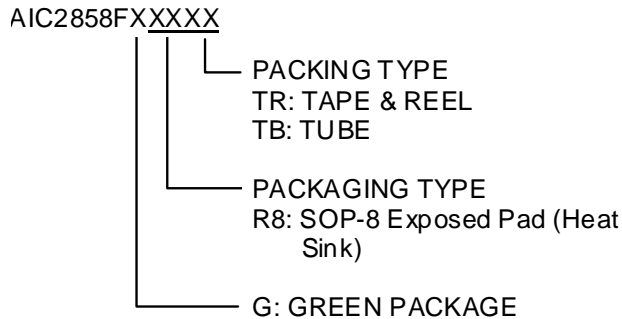 AIC2858FXXXXX
PACKING TYPE
TR: TAPE & REEL
TB: TUBE
PACKAGING TYPE
R8: SOP-8 Exposed Pad (Heat
Sink)
G: GREEN PACKAGE